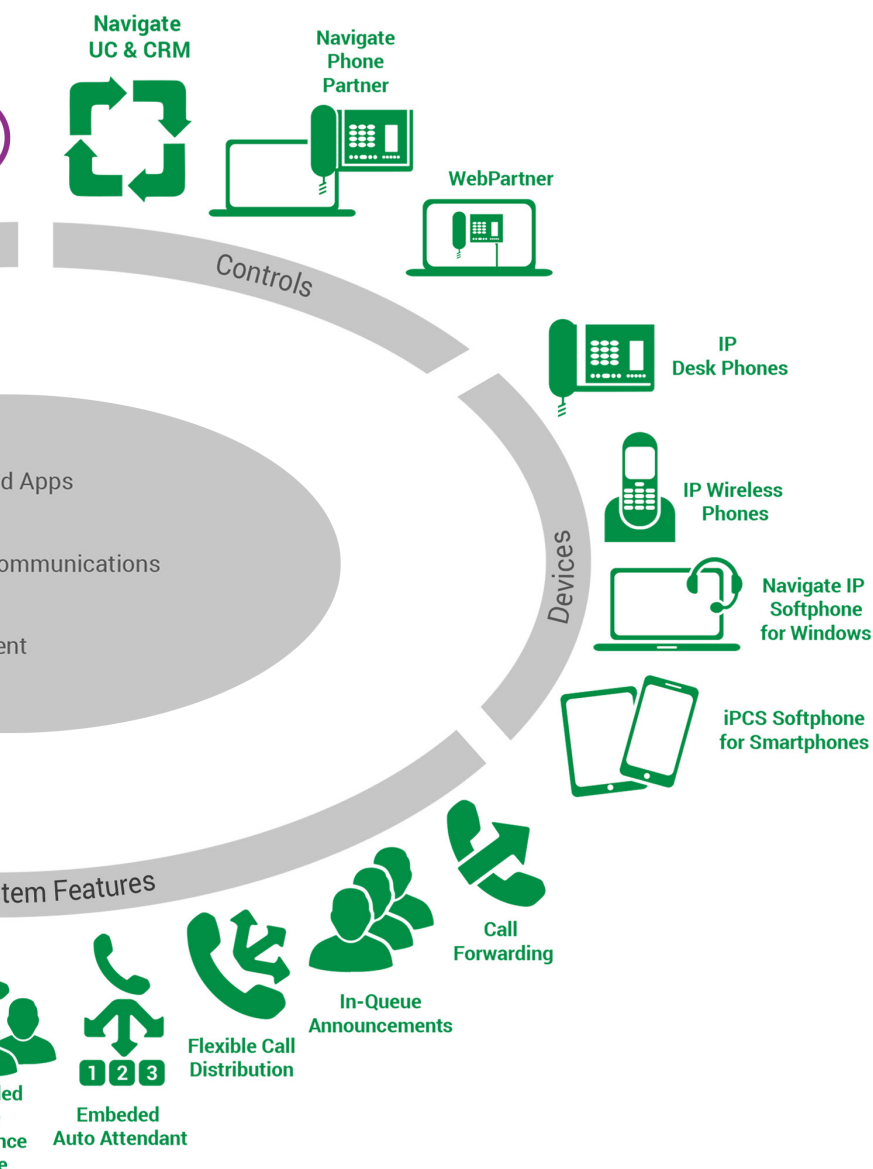 Navigate
UC & CRM
Navigate
Phone
Partner
WebPartner
Controls
IP
Desk Phones
IP Wireless
Phones
Devices
Navigate IP
Softphone
for Windows
iPCS Softphone
for Smartphones
Apps
ommunications
ent
tem Features
Call
Forwarding
In-Queue
Announcements
Flexible Call
Distribution
1 2 3
Embeded
Auto Attendant